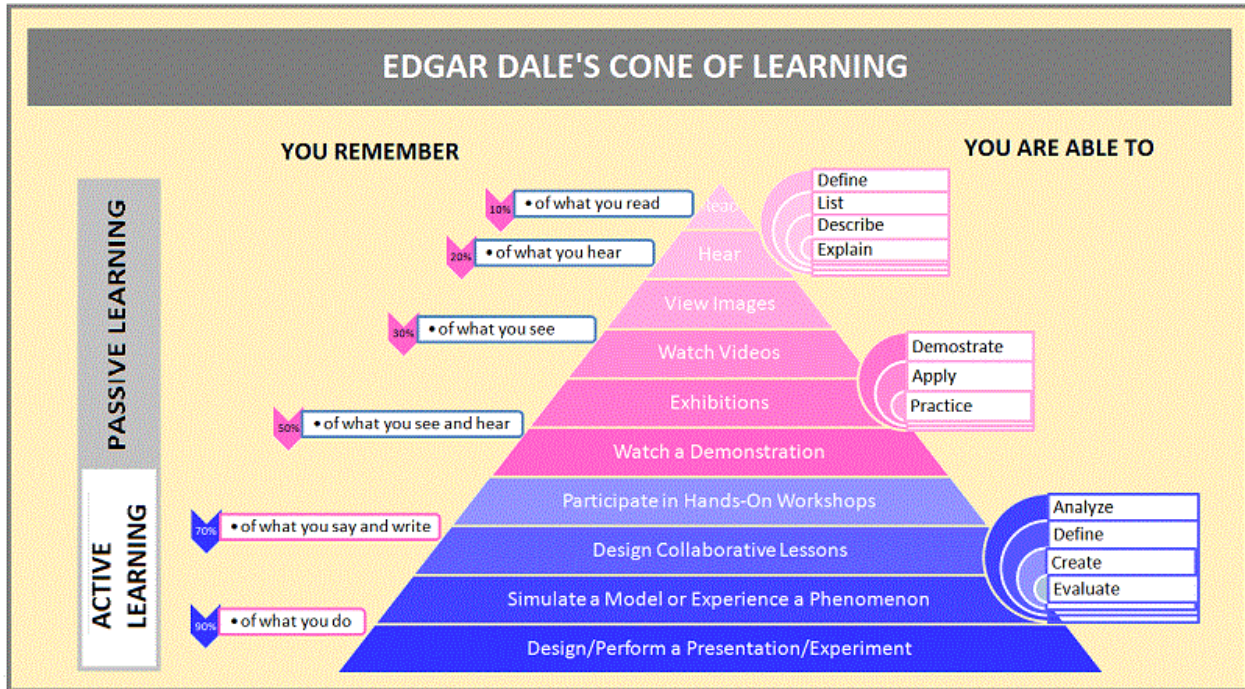 EDGAR DALE'S CONE OF LEARNING
YOU REMEMBER
YOU ARE ABLE TO
PASSIVE LEARNING
ACTIVE
LEARNING
10%
• of what you read
20%
• of what you hear
30%
• of what you see
50%
• of what you see and hear
70%
• of what you say and write
90%
• of what you do
Read
Hear
View Images
Watch Videos
Exhibitions
Watch a Demonstration
Participate in Hands-On Workshops
Design Collaborative Lessons
Simulate a Model or Experience a Phenomenon
Design/Perform a Presentation/Experiment
Define
List
Describe
Explain
Demostrate
Apply
Practice
Analyze
Define
Create
Evaluate